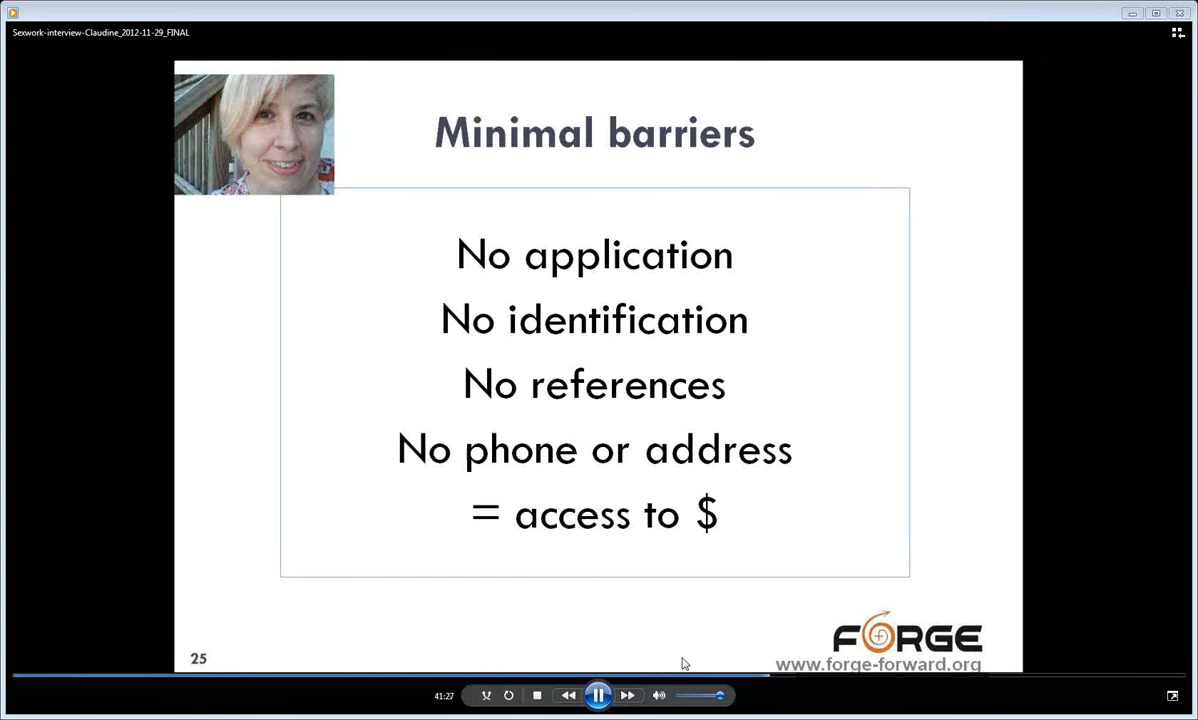 Sexwork-interview-Claudine_2012-11-29_FINAL
Minimal barriers
No application
No identification
No references
No phone or address
= access to $
FORGE
25
www.forge-forward.org
41:27